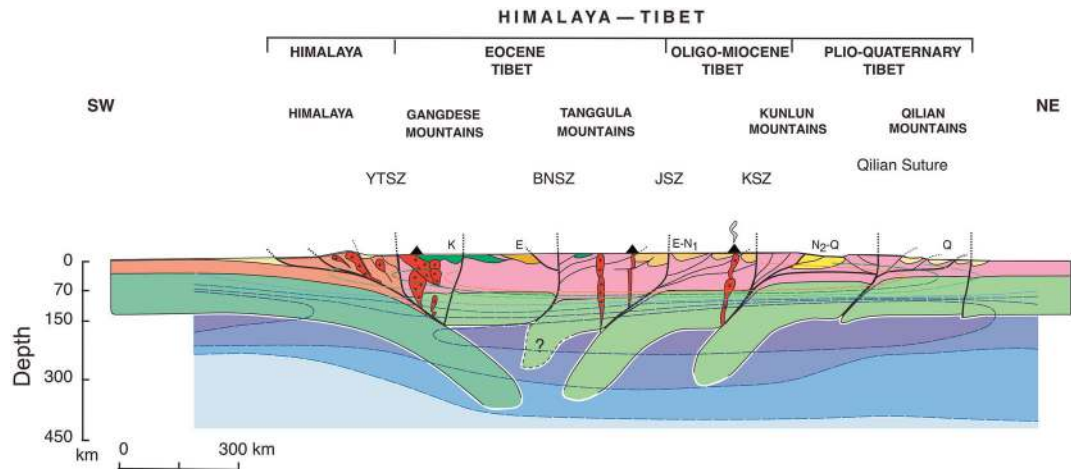 HIMALAYA — TIBET
HIMALAYA
EOCENE
TIBET
OLIGO-MIOCENE
TIBET
PLIO-QUATERNARY
TIBET
SW
NE
HIMALAYA
GANGDESE
MOUNTAINS
TANGGULA
MOUNTAINS
KUNLUN
MOUNTAINS
QILIAN
MOUNTAINS
YTSZ
BNSZ
JSZ
KSZ
Qilian Suture
K
E
E-N1
N2-Q
Q
Depth
0
70
150
300
450
km
?
0
300 km